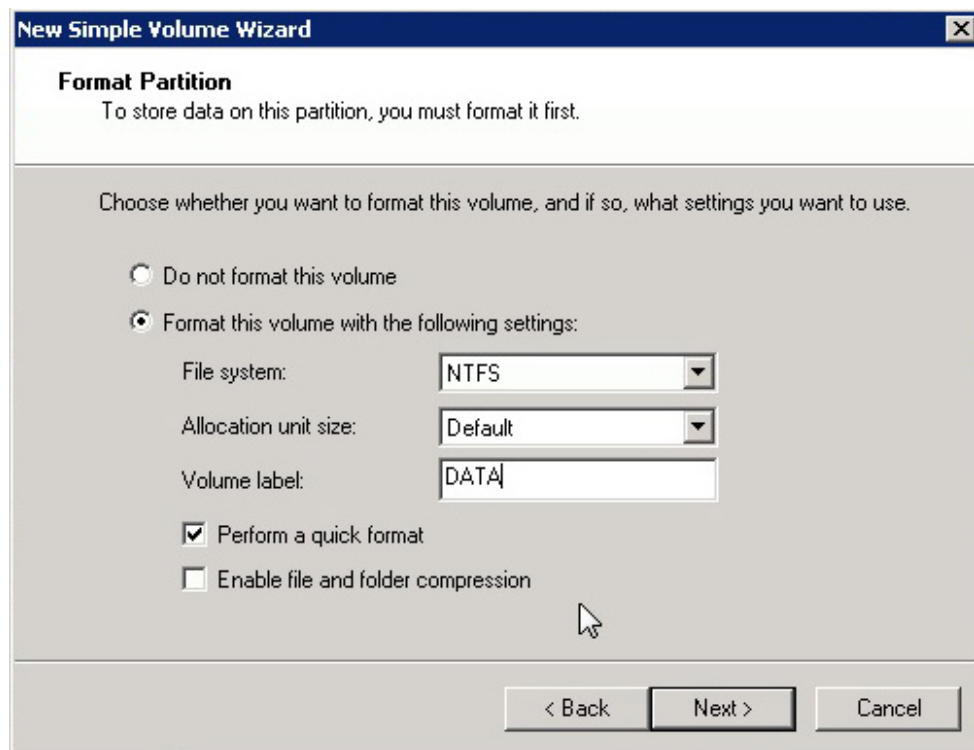 New Simple Volume Wizard
Format Partition
To store data on this partition, you must format it first.
Choose whether you want to format this volume, and if so, what settings you want to use.
Do not format this volume
Format this volume with the following settings:
File system: NTFS
Allocation unit size: Default
Volume label: DATA
Perform a quick format
Enable file and folder compression
< Back Next > Cancel